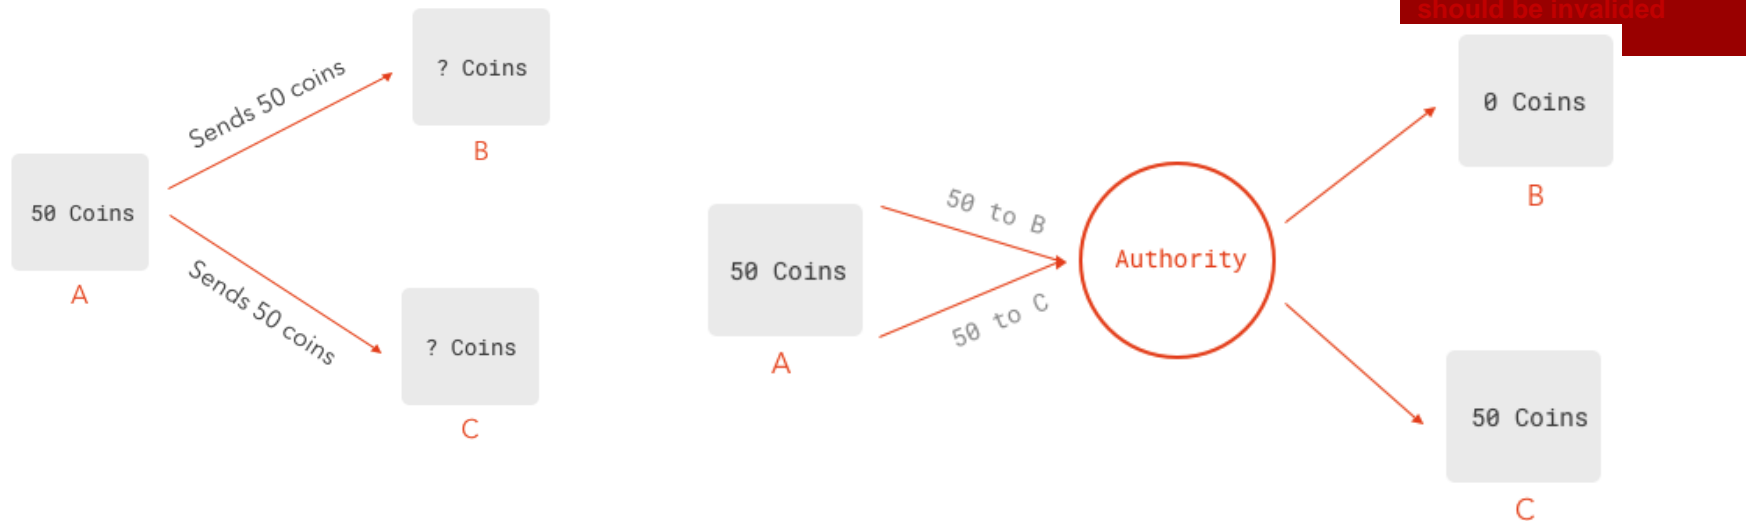 should be invalided
Sends 50 coins
? Coins
B
50 Coins
A
Sends 50 coins
? Coins
C
0 Coins
B
50 to B
50 Coins
A
50 to C
Authority
50 Coins
C